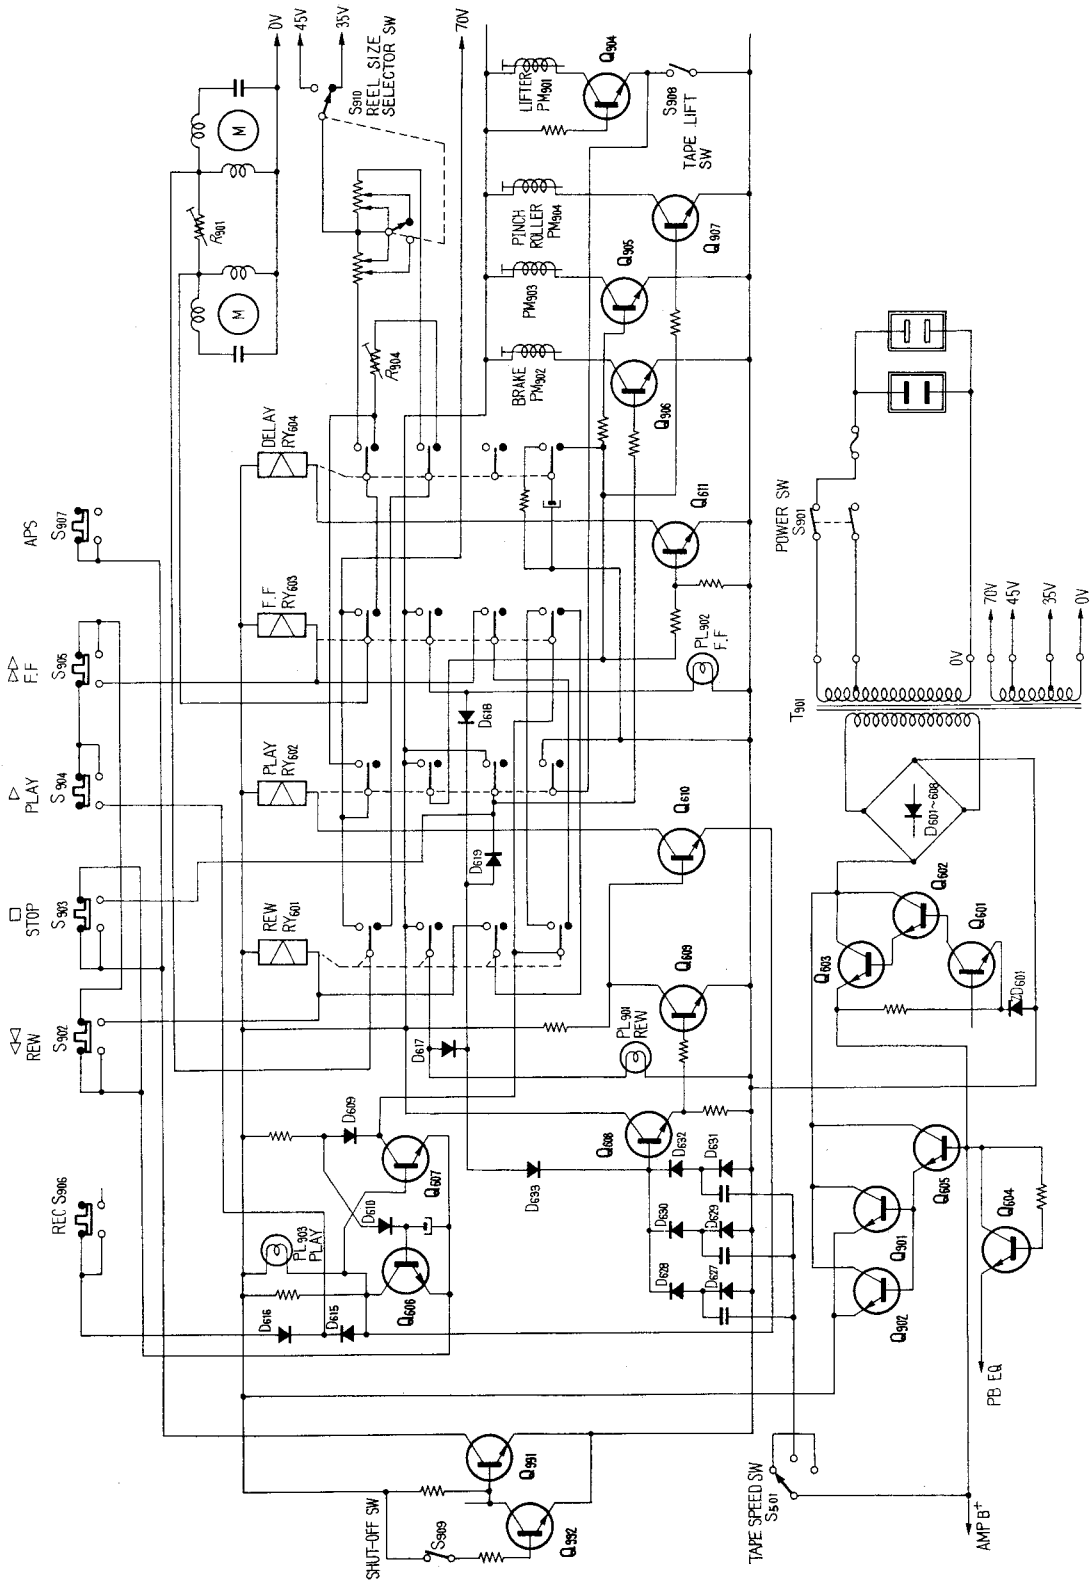 0V
45V
35V
S910
REEL SIZE
SELECTOR SW
70V
M
R901
M
LIFTER
PM901
Q904
S908
TAPE LIFT
SW
PINCH
ROLLER
PM904
Q907
PM903
Q905
BRAKE
PM902
Q906
R904
DELAY
RY604
Q611
APS
S907
F.F
S905
F.F
RY603
PL902
F.F
D618
PLAY
S904
PLAY
RY602
D619
Q610
STOP
S903
REW
RY601
Q609
REW
S902
D617
PL901
REW
REC S906
D609
Q607
D610
PL903
PLAY
Q606
D616
D615
D633
Q608
D632
D631
D630
D629
D628
D627
SHUT-OFF SW
S909
Q991
Q992
TAPE SPEED SW
S501
AMP B+
PB EQ
Q604
Q605
Q901
Q902
Q603
Q602
Q601
ZD601
D601~608
T901
0V
70V
45V
35V
0V
POWER SW
S901